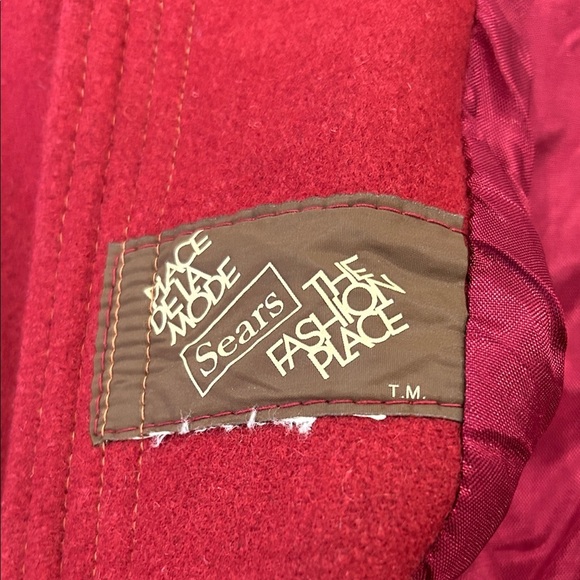 PLACE
DE LA
MODE
Sears
THE
FASHION
PLACE
T.M.